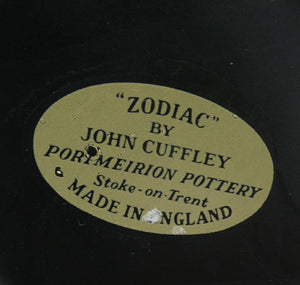 "ZODIAC"
BY
JOHN CUFFLEY
PORTMEIRION POTTERY
Stoke-on-Trent
MADE IN ENGLAND